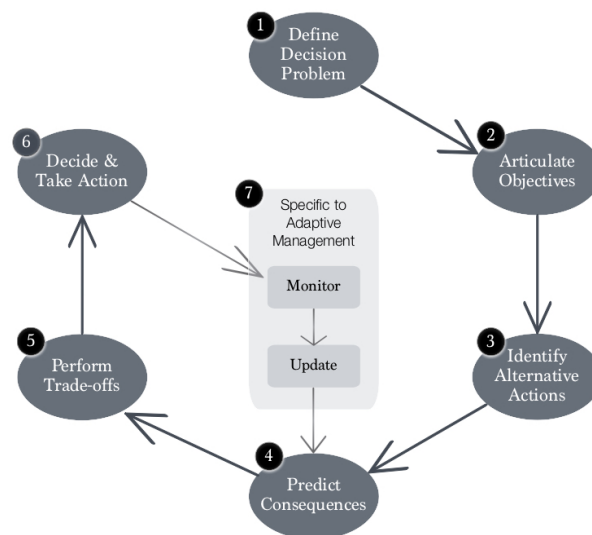 1
Define
Decision
Problem
2
Articulate
Objectives
3
Identify
Alternative
Actions
4
Predict
Consequences
5
Perform
Trade-offs
6
Decide &
Take Action
7
Specific to
Adaptive
Management
Monitor
Update